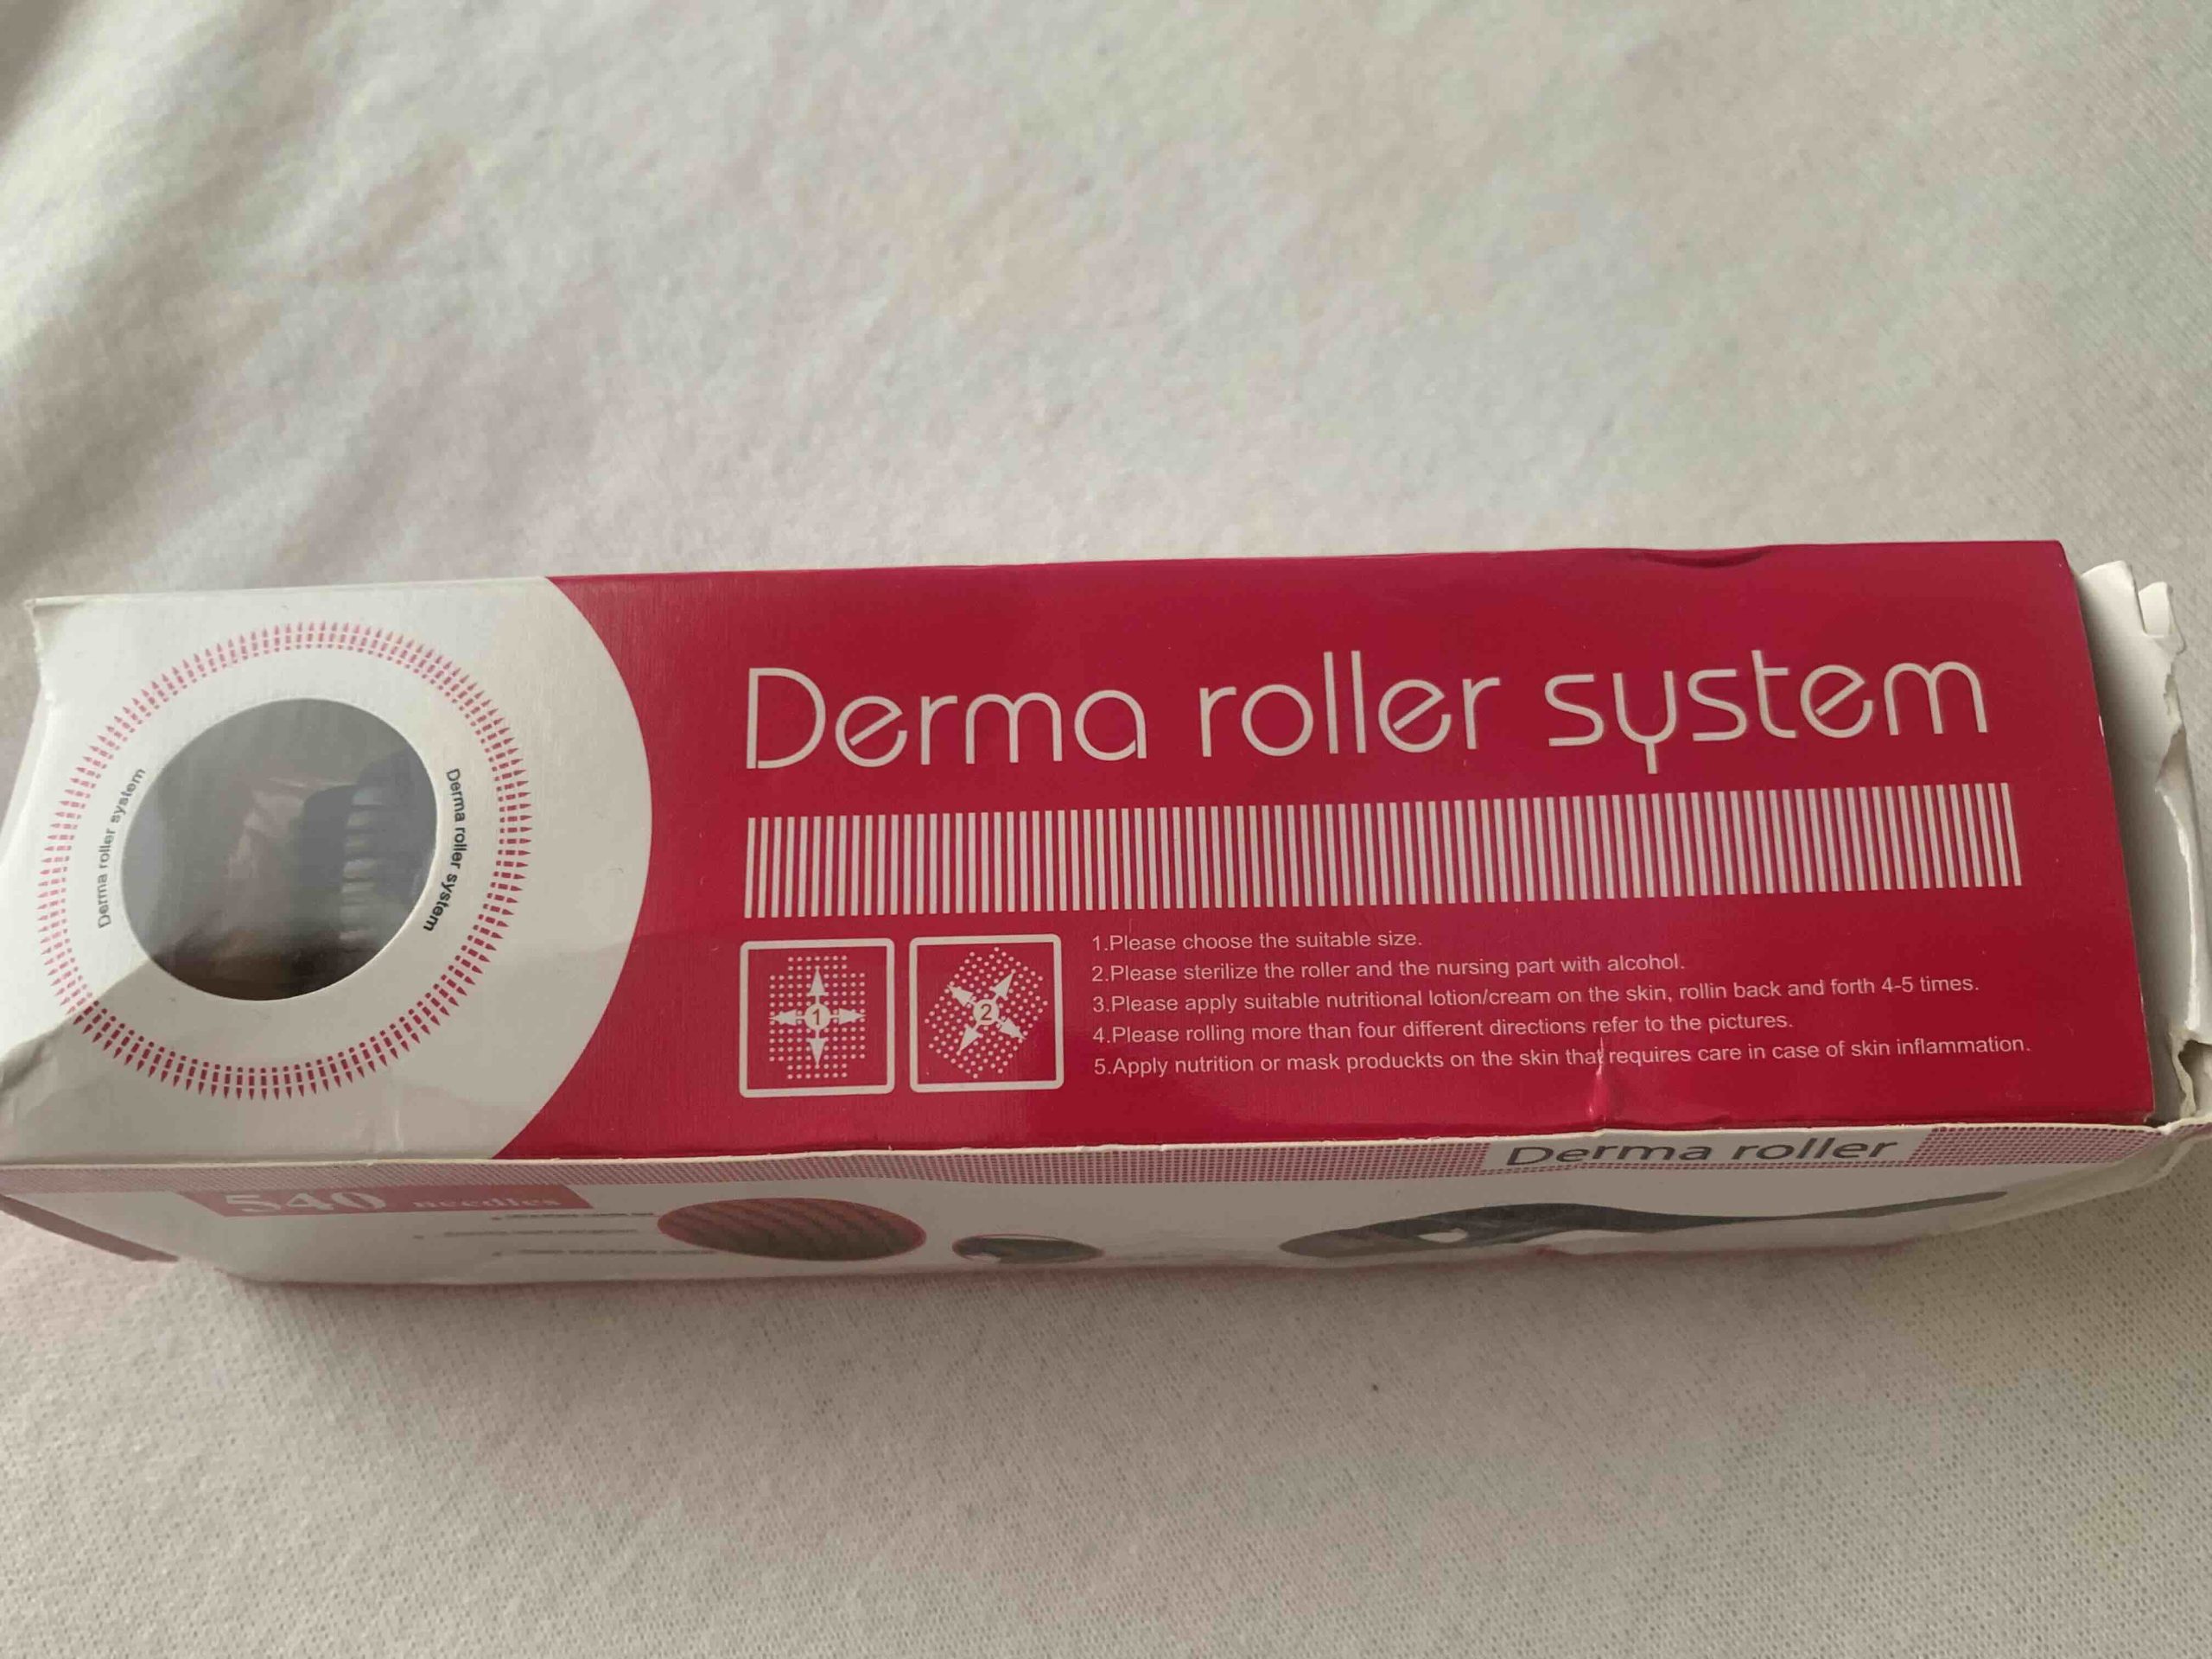 Derma roller system
Derma roller system
Derma roller system
1
2
1.Please choose the suitable size.
2.Please sterilize the roller and the nursing part with alcohol.
3.Please apply suitable nutritional lotion/cream on the skin, rollin back and forth 4-5 times.
4.Please rolling more than four different directions refer to the pictures.
5.Apply nutrition or mask produckts on the skin that requires care in case of skin inflammation.
Derma roller
540 needles